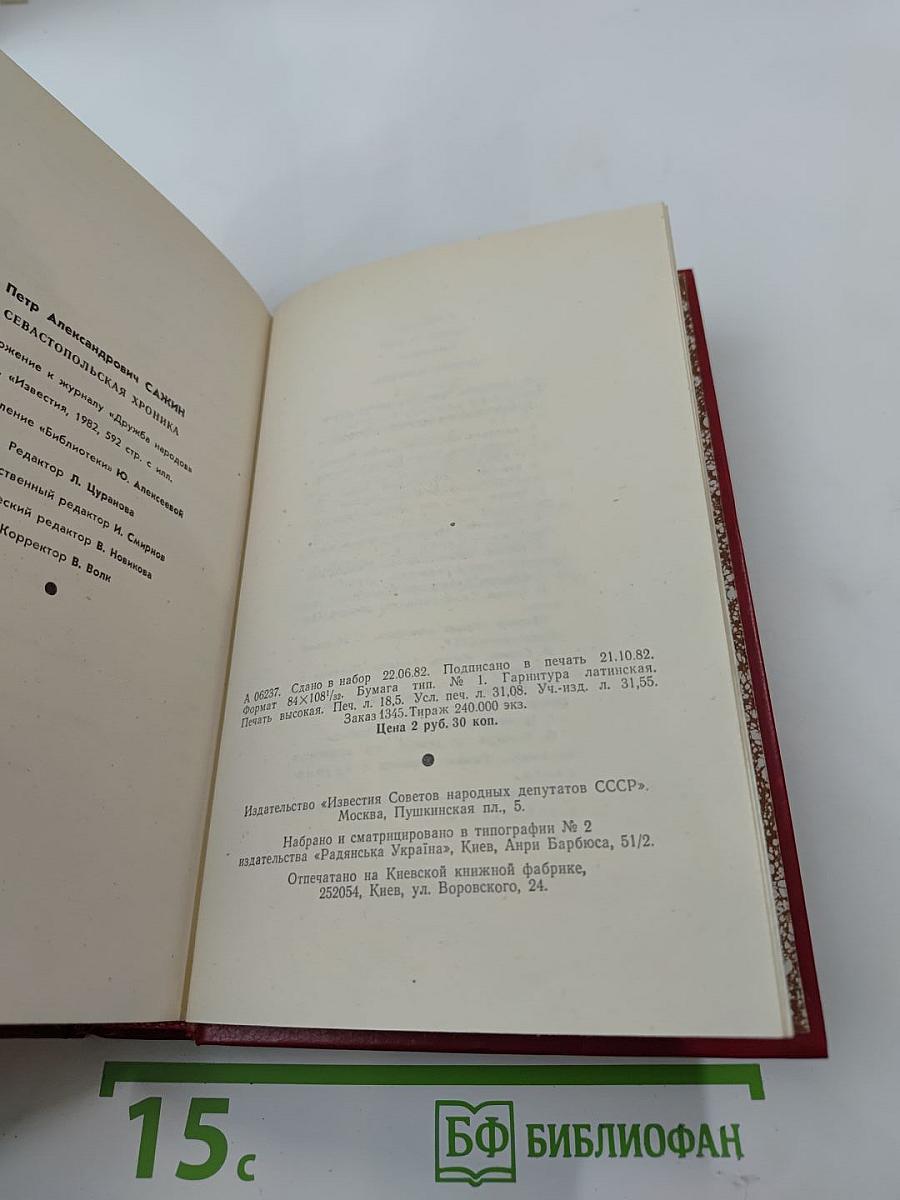 Петр Александрович САЖИН
СЕВАСТОПОЛЬСКАЯ ХРОНИКА
к журналу «Дружба народов»
«Известия, 1982, 592 стр. с илл.
«Библиотеки» Ю. Алексеевой
Редактор Л. Цуранова
редактор И. Смирнов
редактор В. Новикова
Корректор В. Волк
А 06237. Сдано в набор 22.06.82. Подписано в печать 21.10.82.
Формат 84×108¹/₃₂. Бумага тип. № 1. Гарнитура латинская.
Печать высокая. Печ. л. 18,5. Усл. печ. л. 31,08. Уч.-изд. л. 31,55.
Заказ 1345. Тираж 240.000 экз.
Цена 2 руб. 30 коп.
Издательство «Известия Советов народных депутатов СССР».
Москва, Пушкинская пл., 5.
Набрано и сматрицировано в типографии № 2
издательства «Радянська Україна», Киев, Анри Барбюса, 51/2.
Отпечатано на Киевской книжной фабрике,
252054, Киев, ул. Воровского, 24.
15 с
БФ БИБЛИОФАН